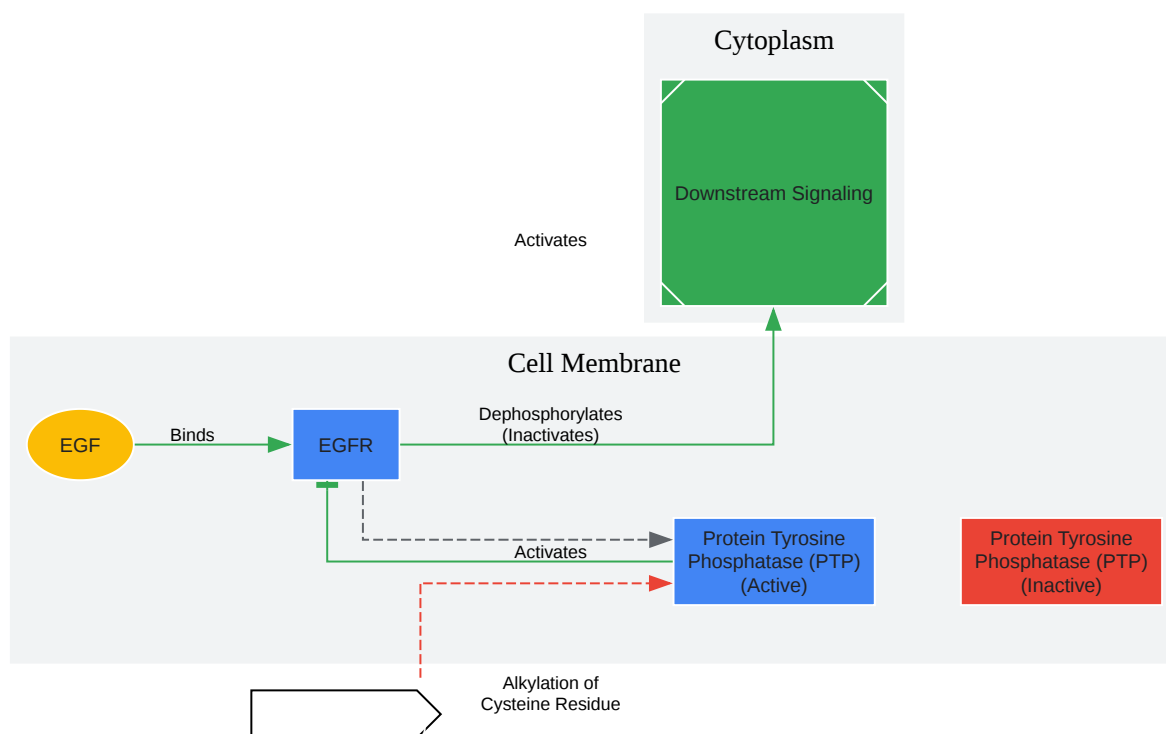 Cytoplasm
Downstream Signaling
Activates
Cell Membrane
EGF
Binds
EGFR
Dephosphorylates
(Inactivates)
Activates
Protein Tyrosine
Phosphatase (PTP)
(Active)
Protein Tyrosine
Phosphatase (PTP)
(Inactive)
Alkylation of
Cysteine Residue